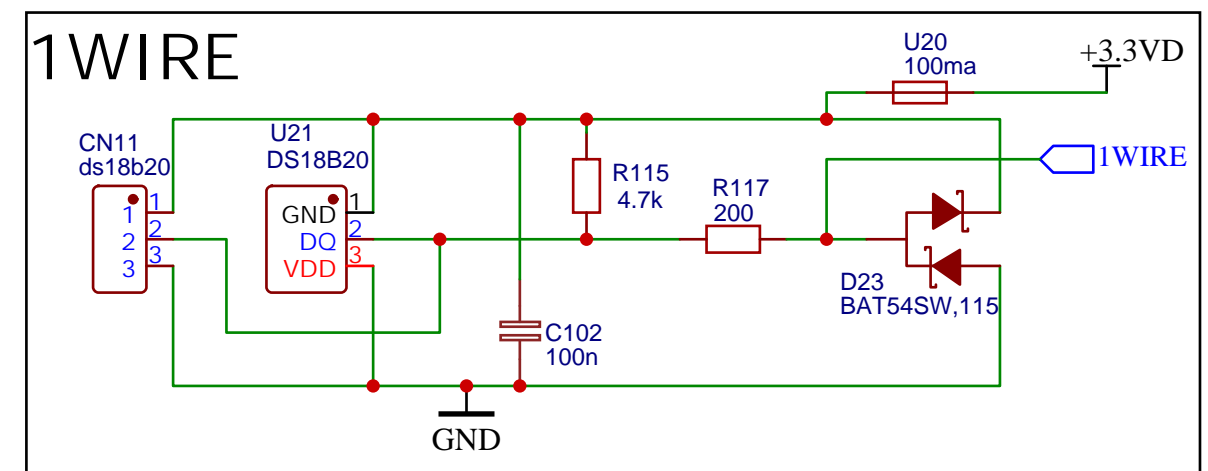 1WIRE
U20
100ma
+3.3VD
CN11
ds18b20
1
2
3
1
2
3
U21
DS18B20
GND
DQ
VDD
1
2
3
R115
4.7k
R117
200
1WIRE
D23
BAT54SW,115
C102
100n
GND